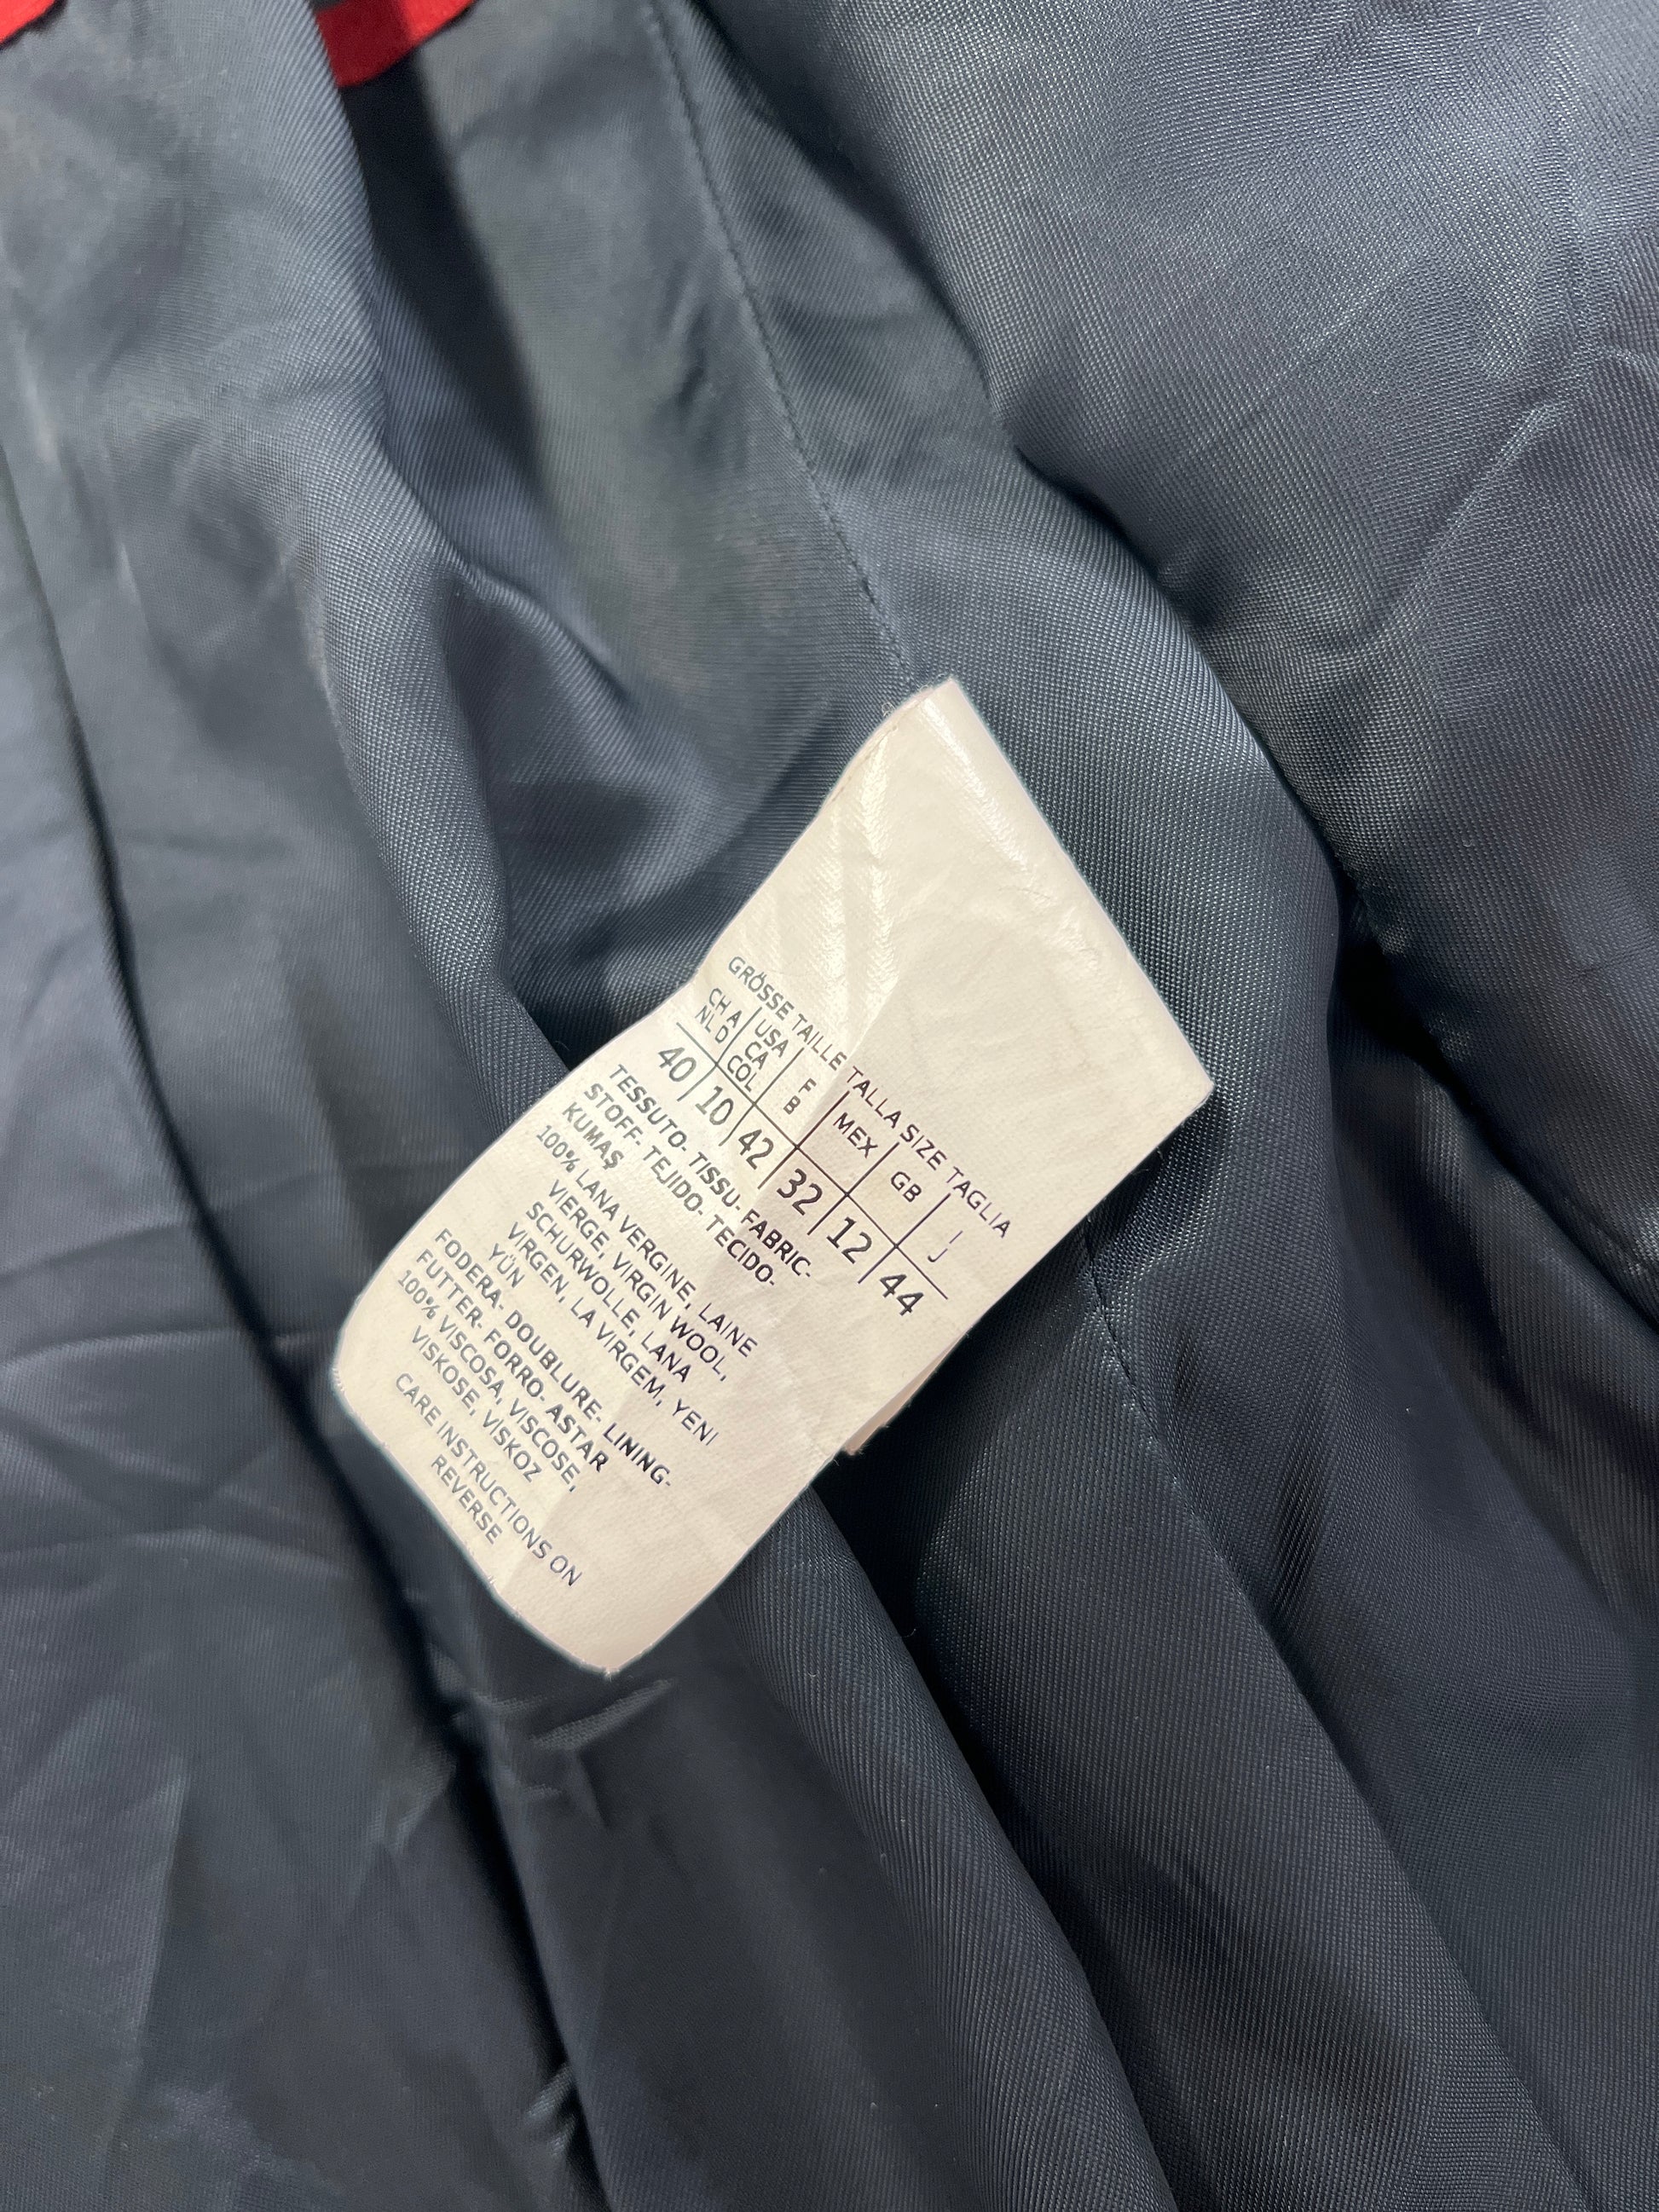 GRÖSSE TAILLE TALLA SIZE TAGLIA
CH A USA F MEX GB I
NL D CA B J
COL
40 10 42 32 12 44
TESSUTO- TISSU- FABRIC-
STOFF- TEJIDO- TECIDO-
KUMAŞ
100% LANA VERGINE, LAINE
VIERGE, VIRGIN WOOL,
SCHURWOLLE, LANA
VIRGEN, LA VIRGEM, YENI
YÜN
FODERA- DOUBLURE- LINING-
FUTTER- FORRO- ASTAR
100% VISCOSA, VISCOSE,
VISKOSE, VİSKOZ
CARE INSTRUCTIONS ON
REVERSE